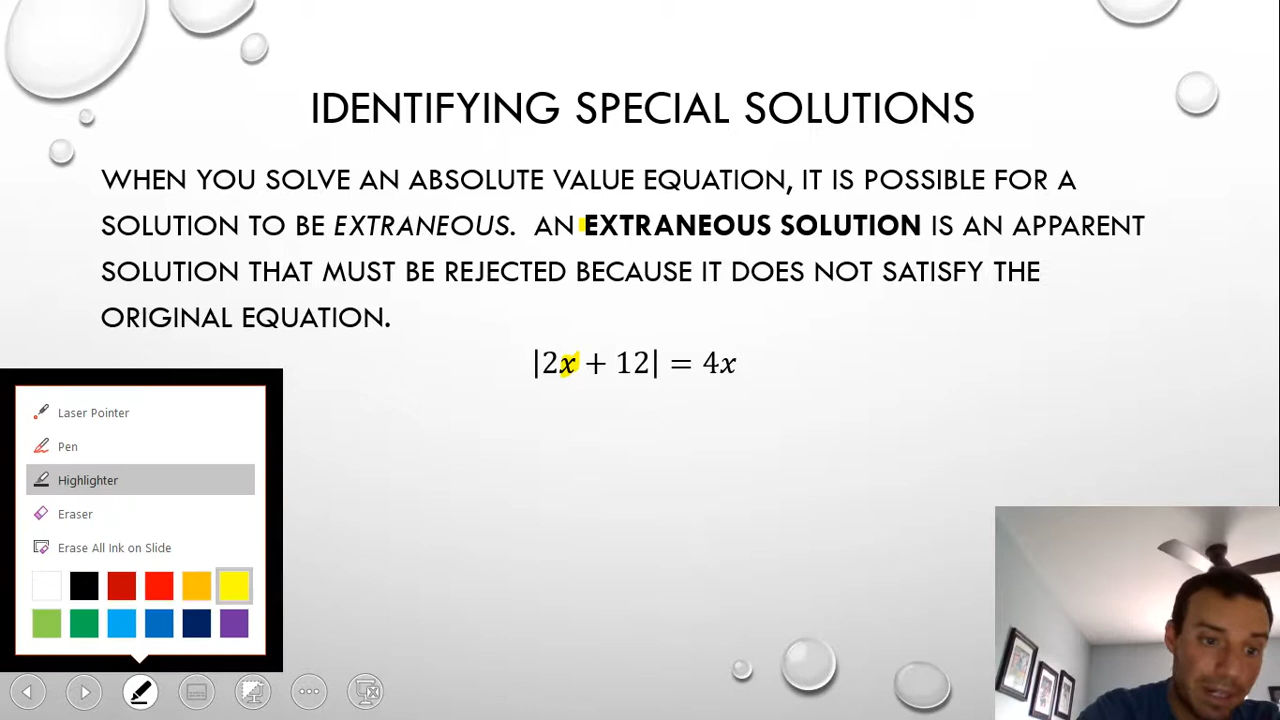 IDENTIFYING SPECIAL SOLUTIONS
WHEN YOU SOLVE AN ABSOLUTE VALUE EQUATION, IT IS POSSIBLE FOR A
SOLUTION TO BE EXTRANEOUS. AN EXTRANEOUS SOLUTION IS AN APPARENT
SOLUTION THAT MUST BE REJECTED BECAUSE IT DOES NOT SATISFY THE
ORIGINAL EQUATION.
|2x + 12| = 4x
Laser Pointer
Pen
Highlighter
Eraser
Erase All Ink on Slide